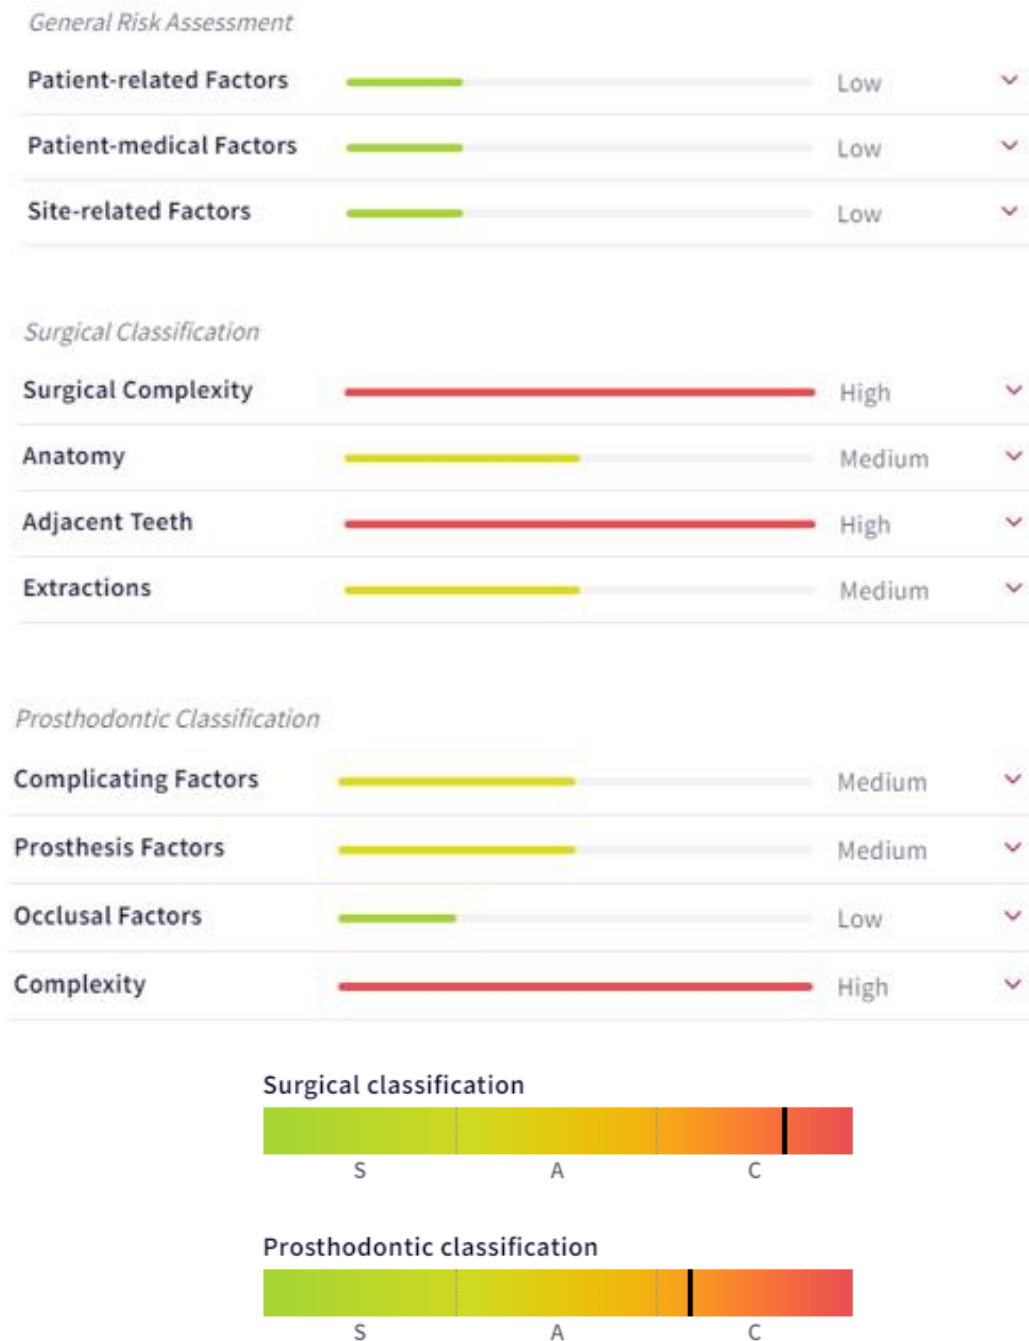 General Risk Assessment
Patient-related Factors Low
Patient-medical Factors Low
Site-related Factors Low
Surgical Classification
Surgical Complexity High
Anatomy Medium
Adjacent Teeth High
Extractions Medium
Prosthodontic Classification
Complicating Factors Medium
Prosthesis Factors Medium
Occlusal Factors Low
Complexity High
Surgical classification
S A C
Prosthodontic classification
S A C